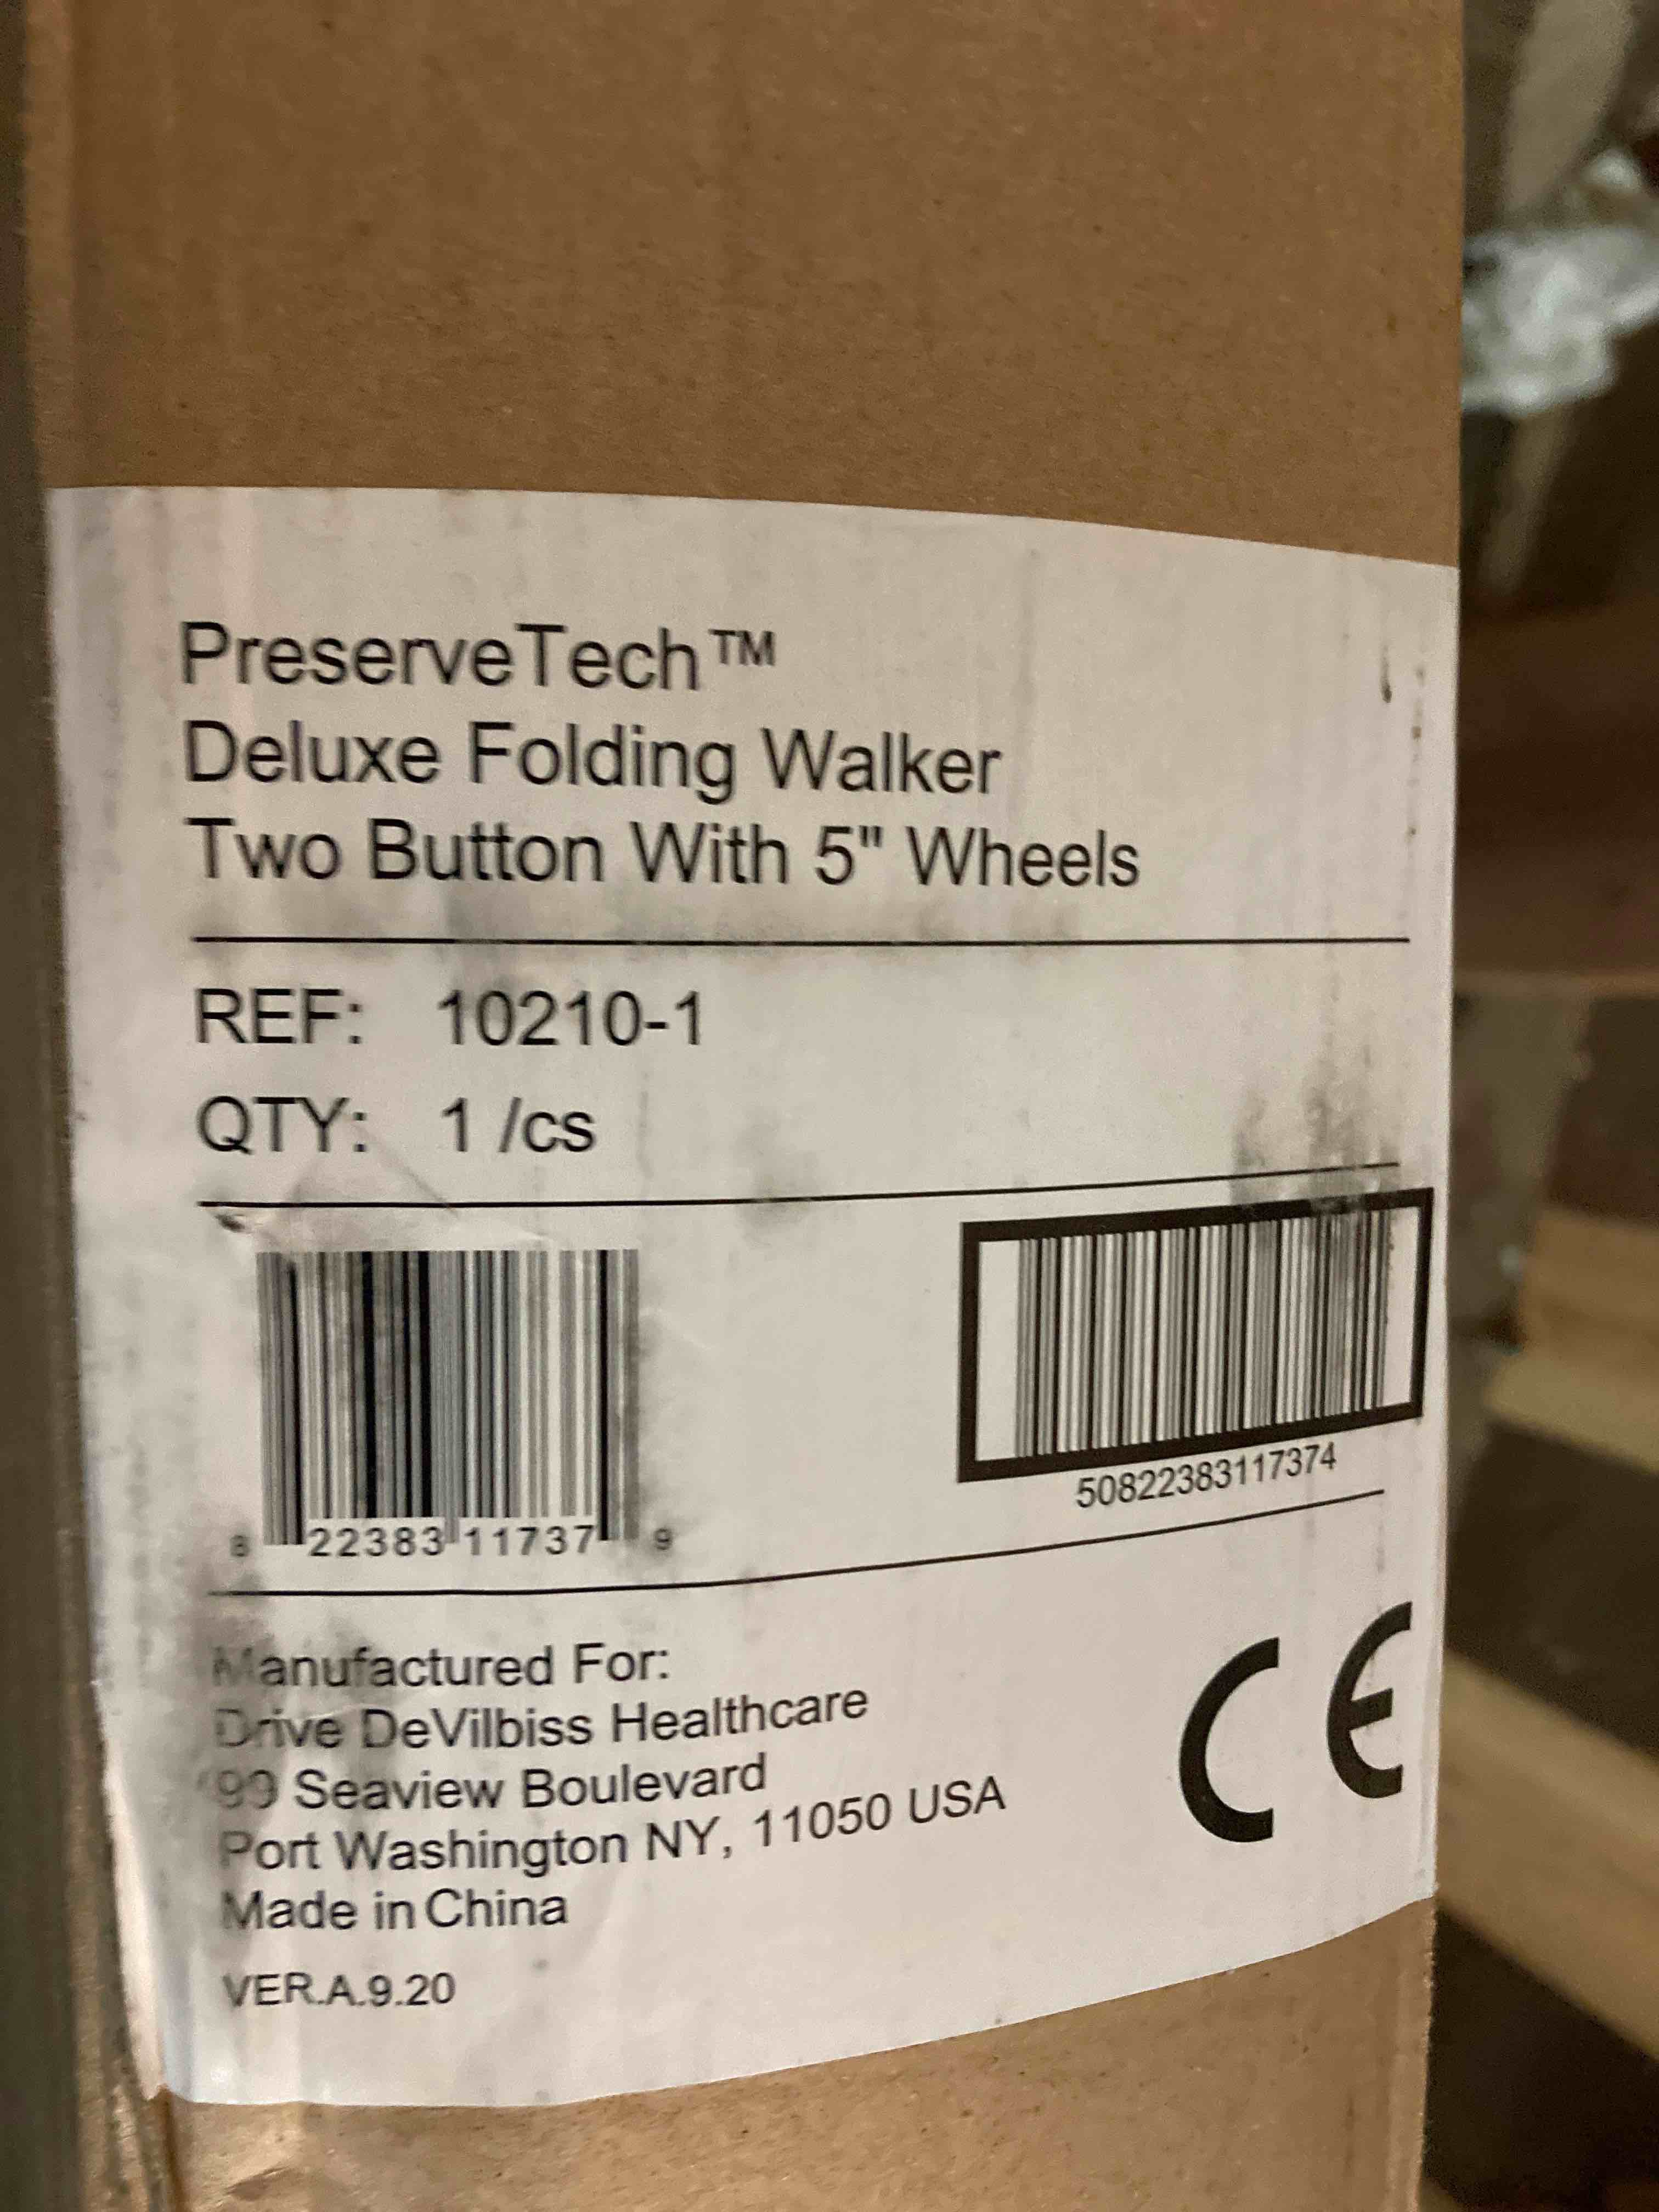 PreserveTech™
Deluxe Folding Walker
Two Button With 5" Wheels
REF: 10210-1
QTY: 1 /cs
8 22383 11737 9
50822383117374
Manufactured For:
Drive DeVilbiss Healthcare
99 Seaview Boulevard
Port Washington NY, 11050 USA
Made in China
VER.A.9.20
CE